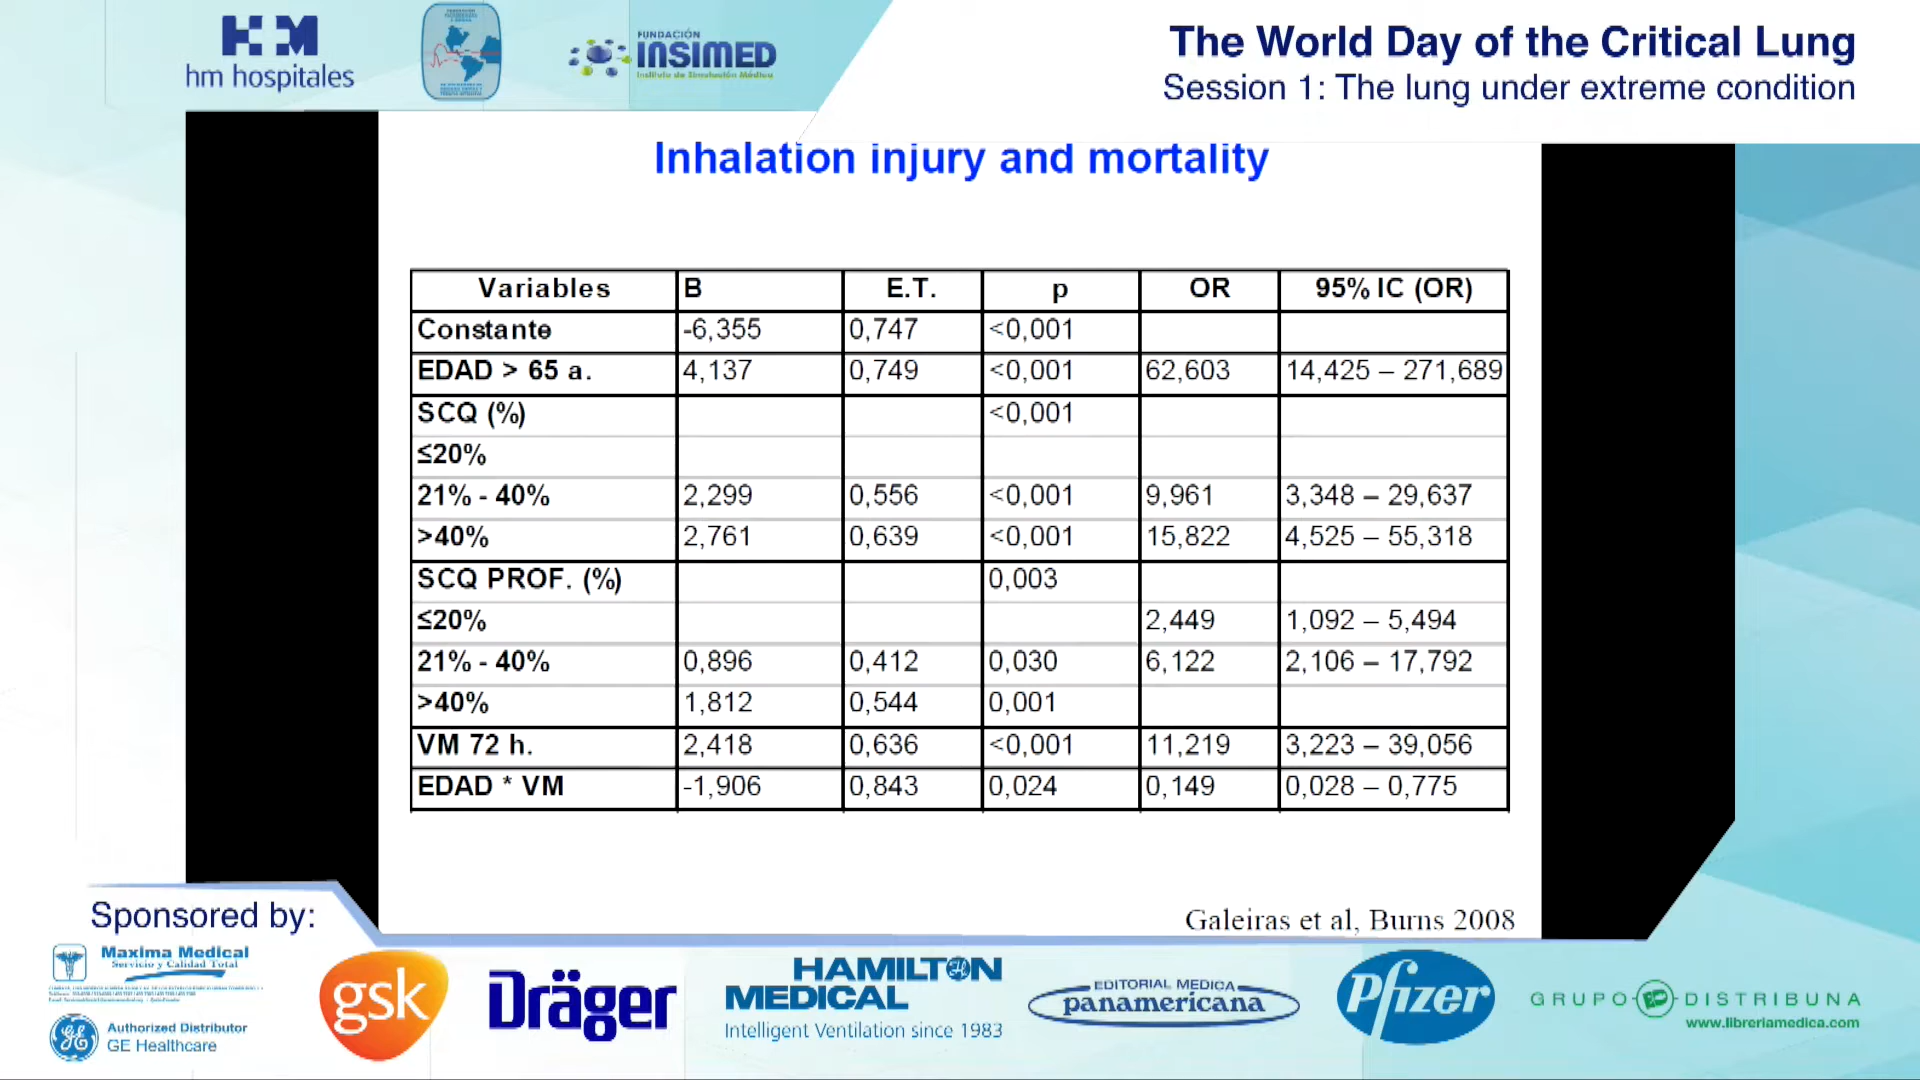 hm hospitales
FUNDACIÓN
INSIMED
Instituto de Simulación Médica
The World Day of the Critical Lung
Session 1: The lung under extreme condition
Inhalation injury and mortality
Variables B E.T. p OR 95% IC (OR)
Constante -6,355 0,747 <0,001
EDAD > 65 a. 4,137 0,749 <0,001 62,603 14,425 – 271,689
SCQ (%) <0,001
≤20%
21% - 40% 2,299 0,556 <0,001 9,961 3,348 – 29,637
>40% 2,761 0,639 <0,001 15,822 4,525 – 55,318
SCQ PROF. (%) 0,003
≤20% 2,449 1,092 – 5,494
21% - 40% 0,896 0,412 0,030 6,122 2,106 – 17,792
>40% 1,812 0,544 0,001
VM 72 h. 2,418 0,636 <0,001 11,219 3,223 – 39,056
EDAD * VM -1,906 0,843 0,024 0,149 0,028 – 0,775
Galeiras et al, Burns 2008
Sponsored by:
Maxima Medical
Servicio y Calidad Total
GE
Authorized Distributor
GE Healthcare
gsk
Dräger
HAMILTON
MEDICAL
Intelligent Ventilation since 1983
EDITORIAL MEDICA
panamericana
Pfizer
GRUPO DISTRIBUNA
www.libreriamedica.com